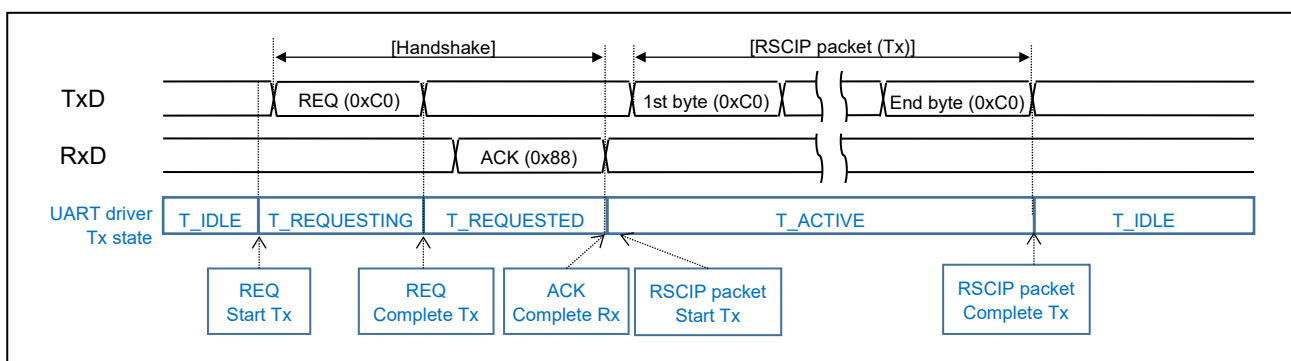 [Handshake] [RSCIP packet (Tx)]
TxD REQ (0xC0) 1st byte (0xC0) End byte (0xC0)
RxD ACK (0x88)
UART driver
Tx state
T_IDLE T_REQUESTING T_REQUESTED T_ACTIVE T_IDLE
REQ
Start Tx
REQ
Complete Tx
ACK
Complete Rx
RSCIP packet
Start Tx
RSCIP packet
Complete Tx